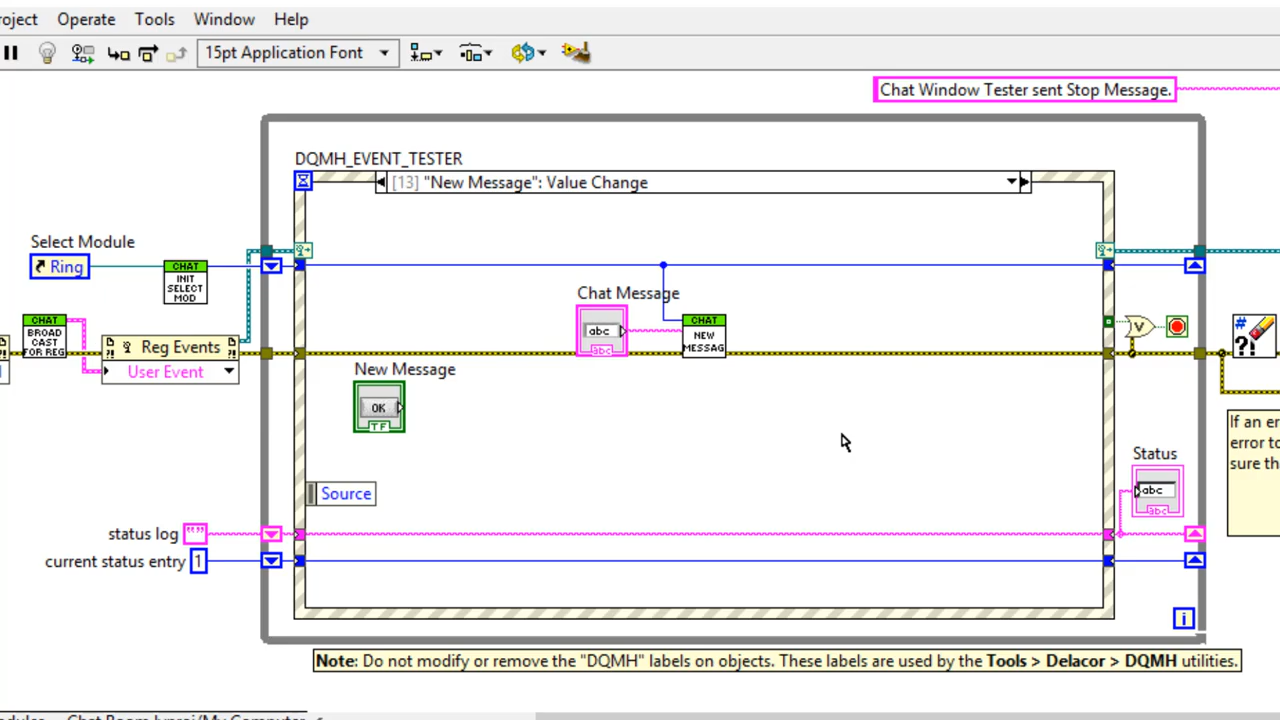 roject Operate Tools Window Help
15pt Application Font
Chat Window Tester sent Stop Message.
DQMH_EVENT_TESTER
[13] "New Message": Value Change
Select Module
Ring
CHAT
INIT
SELECT
MOD
Chat Message
abc
abc
CHAT
NEW
MESSAG
V
CHAT
BROAD
CAST
FOR REG
Reg Events
User Event
New Message
OK
TF
#
?!
If an er
error to
sure tha
Status
abc
abc
Source
status log ""
current status entry 1
i
Note: Do not modify or remove the "DQMH" labels on objects. These labels are used by the Tools > Delacor > DQMH utilities.